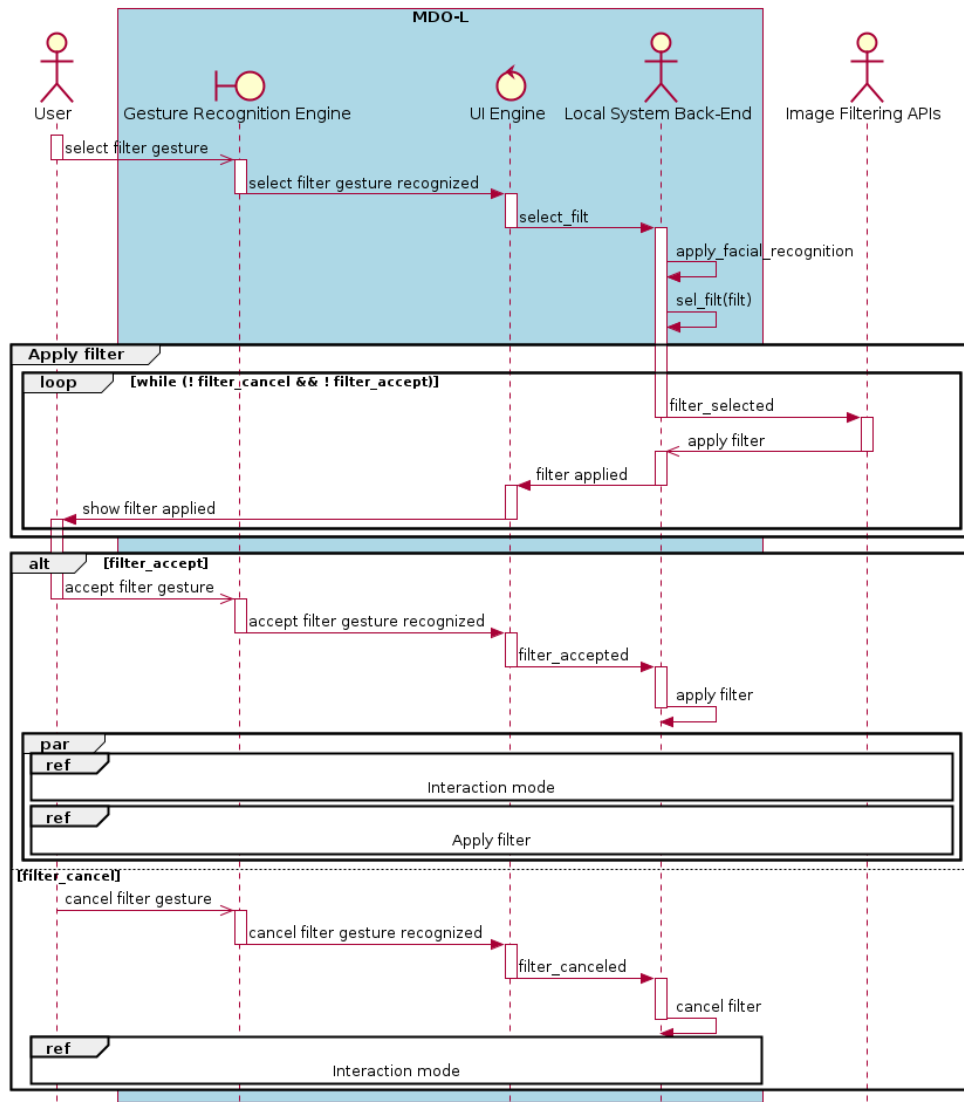 MDO-L
User
Gesture Recognition Engine
UI Engine
Local System Back-End
Image Filtering APIs
select filter gesture
select filter gesture recognized
select_filt
apply_facial_recognition
sel_filt(filt)
Apply filter
loop [while (! filter_cancel && ! filter_accept)]
filter_selected
apply filter
filter applied
show filter applied
alt [filter_accept]
accept filter gesture
accept filter gesture recognized
filter_accepted
apply filter
par
ref
Interaction mode
ref
Apply filter
[filter_cancel]
cancel filter gesture
cancel filter gesture recognized
filter_canceled
cancel filter
ref
Interaction mode